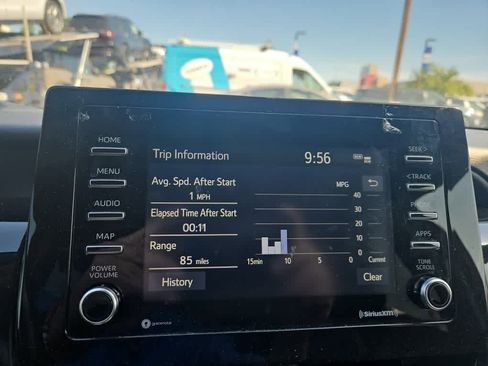 HOME
MENU
AUDIO
MAP
POWER
VOLUME
gracenote
Trip Information
9:56
Avg. Spd. After Start
1 MPH
Elapsed Time After Start
00:11
Range
85 miles
History
MPG
40
30
20
10
0
15min 10 5 0 Current
Clear
SEEK >
< TRACK
PHONE
APPS
TUNE
SCROLL
SiriusXM